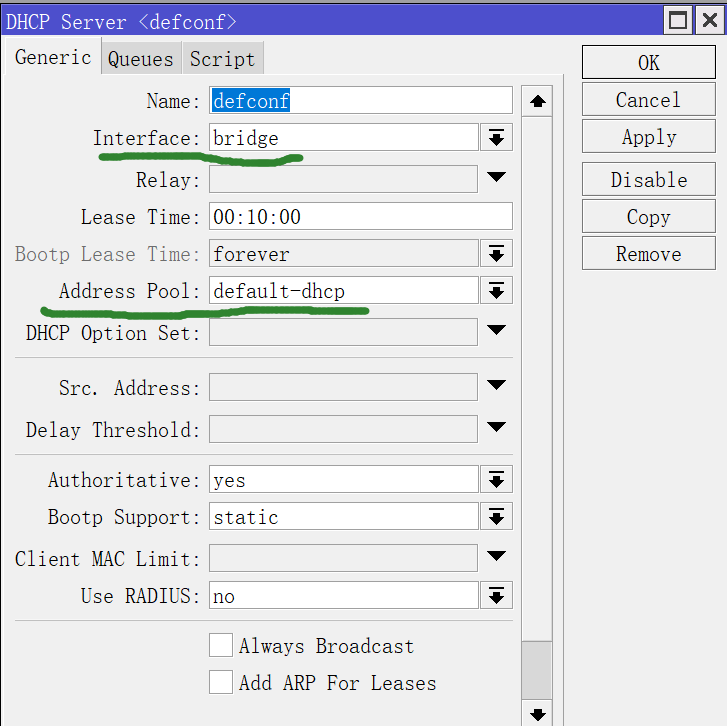 DHCP Server <defconf>
Generic Queues Script
Name: defconf
Interface: bridge
Relay:
Lease Time: 00:10:00
Bootp Lease Time: forever
Address Pool: default-dhcp
DHCP Option Set:
Src. Address:
Delay Threshold:
Authoritative: yes
Bootp Support: static
Client MAC Limit:
Use RADIUS: no
Always Broadcast
Add ARP For Leases
OK
Cancel
Apply
Disable
Copy
Remove